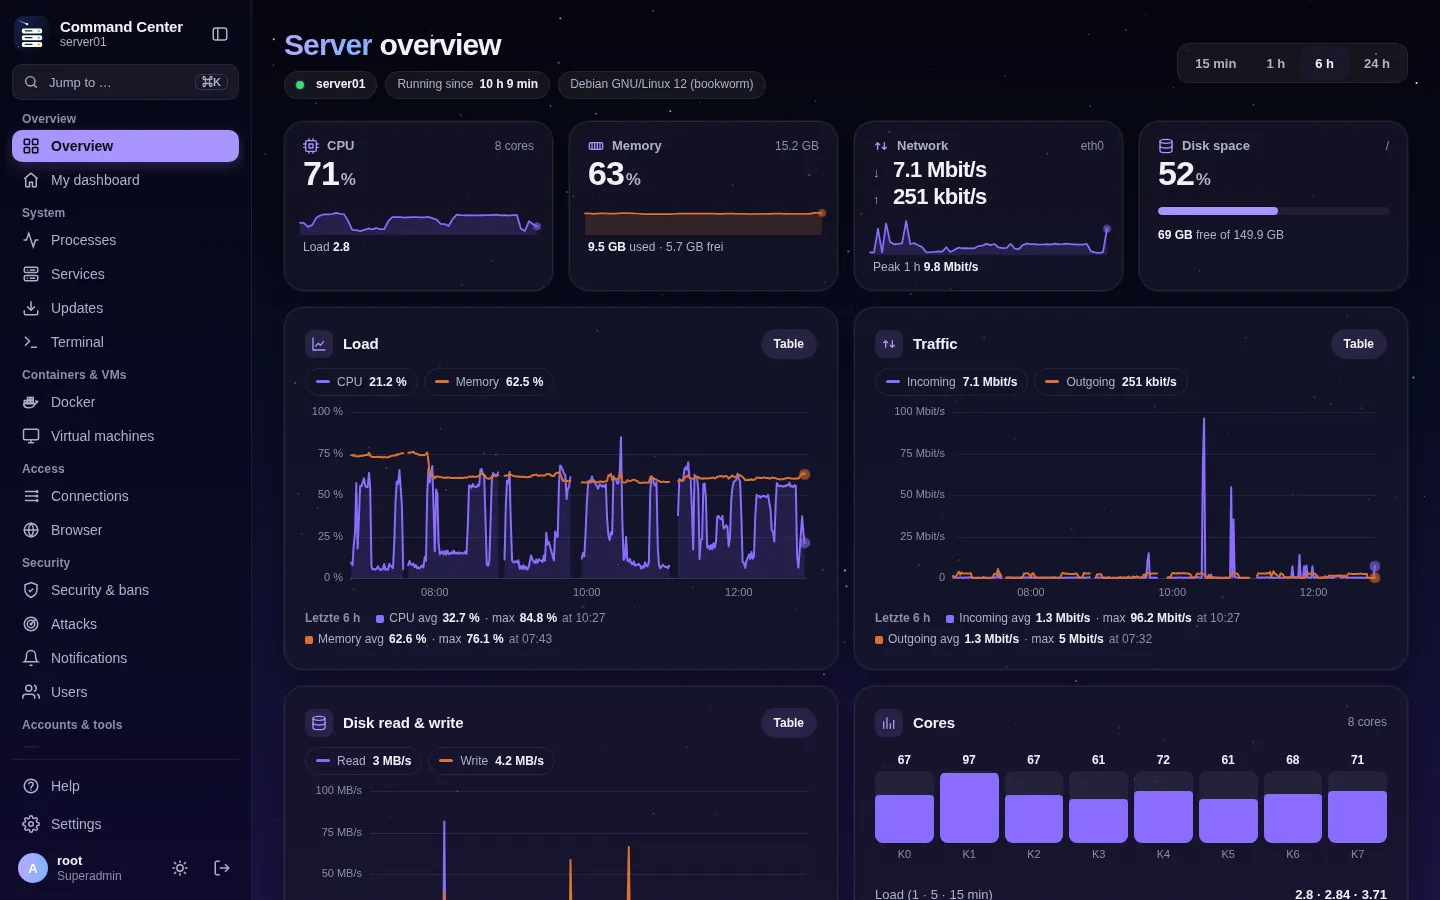 Command Center
server01
Jump to …
⌘K
Overview
Overview
My dashboard
System
Processes
Services
Updates
Terminal
Containers & VMs
Docker
Virtual machines
Access
Connections
Browser
Security
Security & bans
Attacks
Notifications
Users
Accounts & tools
Help
Settings
A
root
Superadmin
Server overview
server01
Running since 10 h 9 min
Debian GNU/Linux 12 (bookworm)
15 min
1 h
6 h
24 h
CPU
8 cores
71%
Load 2.8
Memory
15.2 GB
63%
9.5 GB used · 5.7 GB frei
Network
eth0
↓ 7.1 Mbit/s
↑ 251 kbit/s
Peak 1 h 9.8 Mbit/s
Disk space
/
52%
69 GB free of 149.9 GB
Load
Table
CPU 21.2 %
Memory 62.5 %
100 %
75 %
50 %
25 %
0 %
08:00
10:00
12:00
Letzte 6 h
CPU avg 32.7 % · max 84.8 % at 10:27
Memory avg 62.6 % · max 76.1 % at 07:43
Traffic
Table
Incoming 7.1 Mbit/s
Outgoing 251 kbit/s
100 Mbit/s
75 Mbit/s
50 Mbit/s
25 Mbit/s
0
08:00
10:00
12:00
Letzte 6 h
Incoming avg 1.3 Mbit/s · max 96.2 Mbit/s at 10:27
Outgoing avg 1.3 Mbit/s · max 5 Mbit/s at 07:32
Disk read & write
Table
Read 3 MB/s
Write 4.2 MB/s
100 MB/s
75 MB/s
50 MB/s
Cores
8 cores
67
97
67
61
72
61
68
71
K0
K1
K2
K3
K4
K5
K6
K7
Load (1 · 5 · 15 min)
2.8 · 2.84 · 3.71